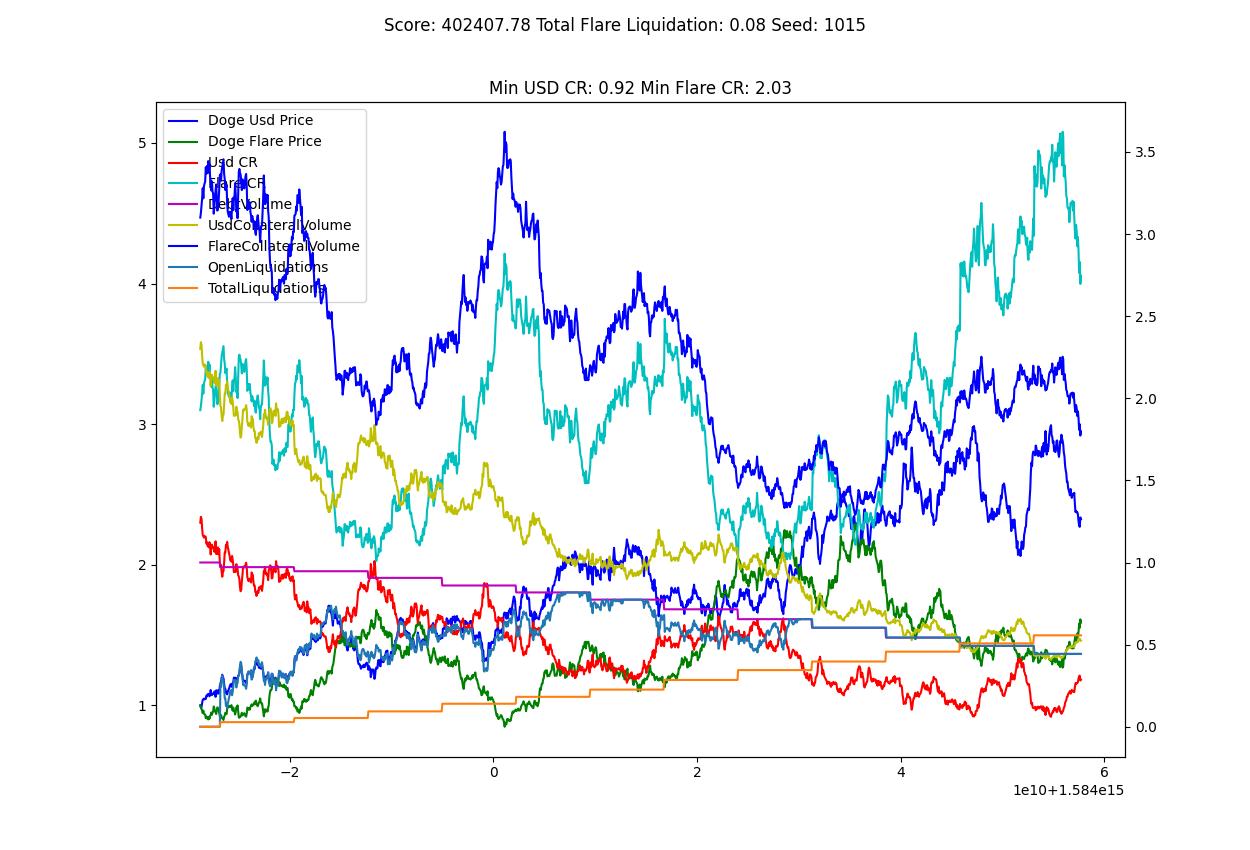 Score: 402407.78 Total Flare Liquidation: 0.08 Seed: 1015
Min USD CR: 0.92 Min Flare CR: 2.03
Doge Usd Price
Doge Flare Price
Usd CR
Flare CR
DebtVolume
UsdCollateralVolume
FlareCollateralVolume
OpenLiquidations
TotalLiquidations
5
4
3
2
1
3.5
3.0
2.5
2.0
1.5
1.0
0.5
0.0
−2
0
2
4
6
1e10+1.584e15